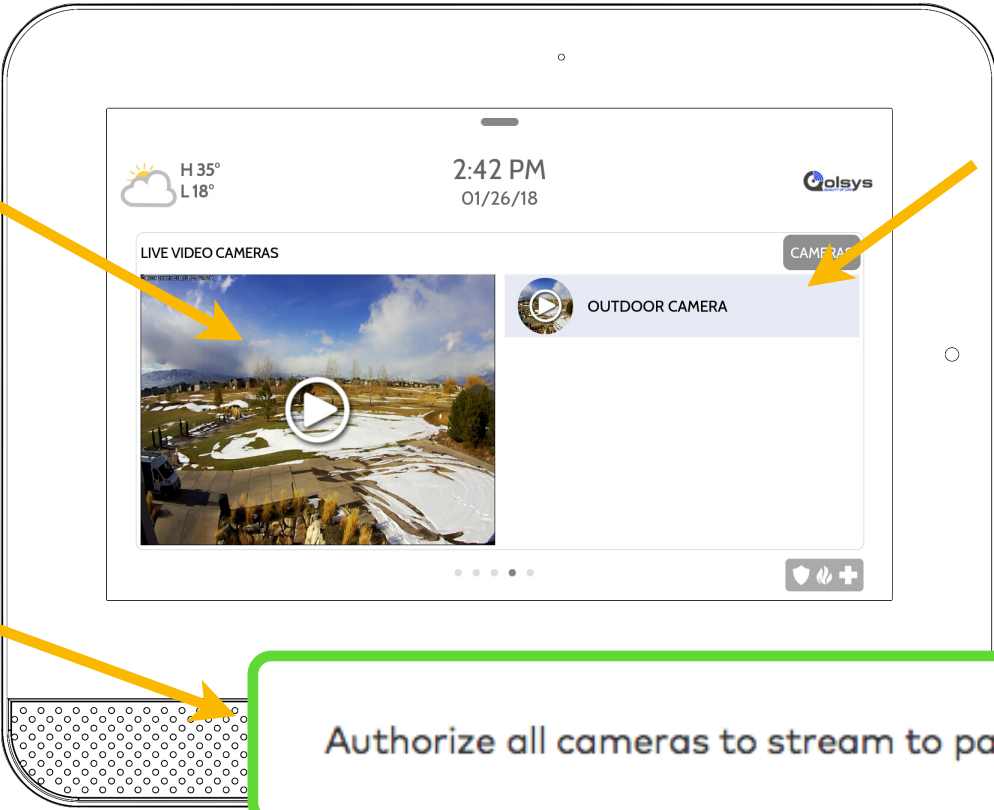 H 35°
L 18°
2:42 PM
01/26/18
Qolsys
LIVE VIDEO CAMERAS
CAMERAS
OUTDOOR CAMERA
Authorize all cameras to stream to pa